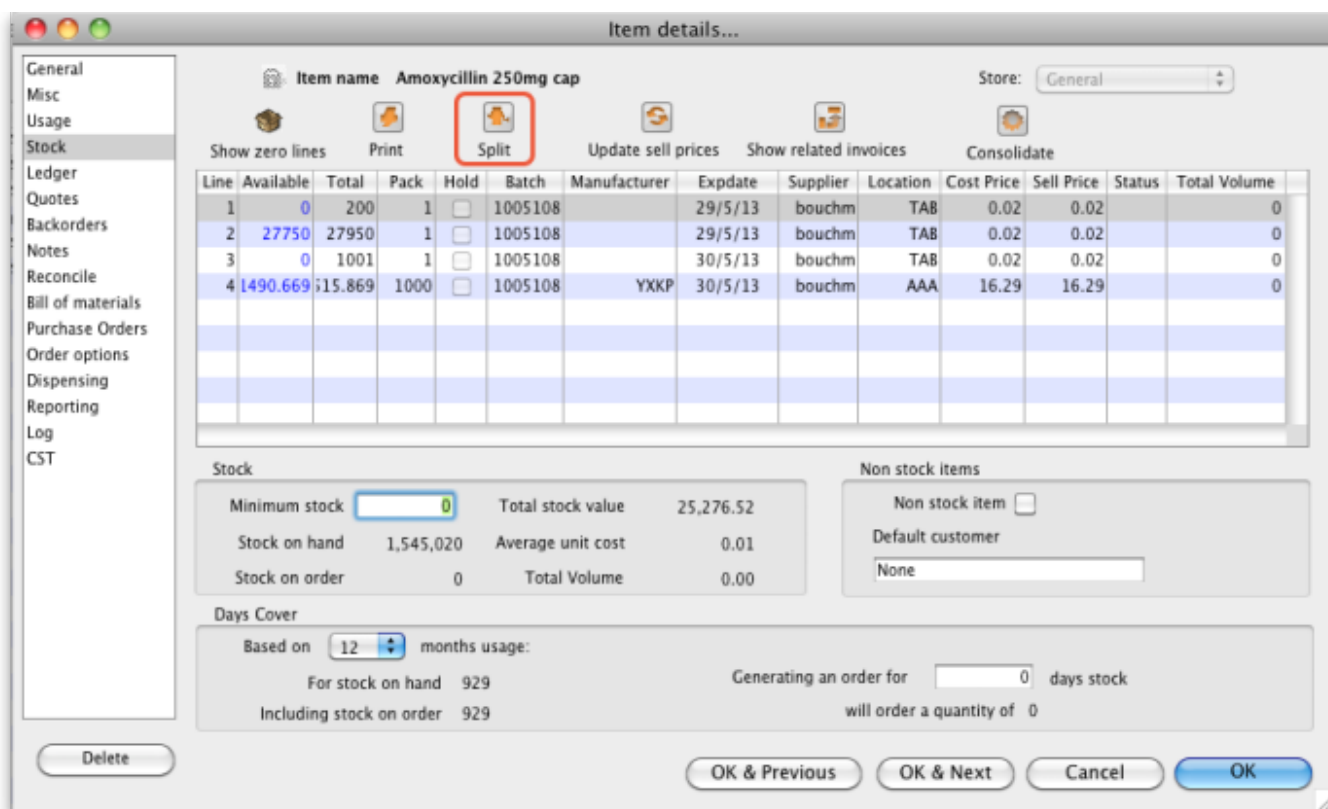 Item details...
General
Misc
Usage
Stock
Ledger
Quotes
Backorders
Notes
Reconcile
Bill of materials
Purchase Orders
Order options
Dispensing
Reporting
Log
CST
Item name Amoxycillin 250mg cap
Store: General
Show zero lines Print Split Update sell prices Show related invoices Consolidate
Line Available Total Pack Hold Batch Manufacturer Expdate Supplier Location Cost Price Sell Price Status Total Volume
1 0 200 1 1005108 29/5/13 bouchm TAB 0.02 0.02 0
2 27750 27950 1 1005108 29/5/13 bouchm TAB 0.02 0.02 0
3 0 1001 1 1005108 30/5/13 bouchm TAB 0.02 0.02 0
4 1490.669 515.869 1000 1005108 YXKP 30/5/13 bouchm AAA 16.29 16.29 0
Stock
Minimum stock 0 Total stock value 25,276.52
Stock on hand 1,545,020 Average unit cost 0.01
Stock on order 0 Total Volume 0.00
Non stock items
Non stock item
Default customer
None
Days Cover
Based on 12 months usage:
For stock on hand 929
Including stock on order 929
Generating an order for 0 days stock
will order a quantity of 0
Delete
OK & Previous OK & Next Cancel OK